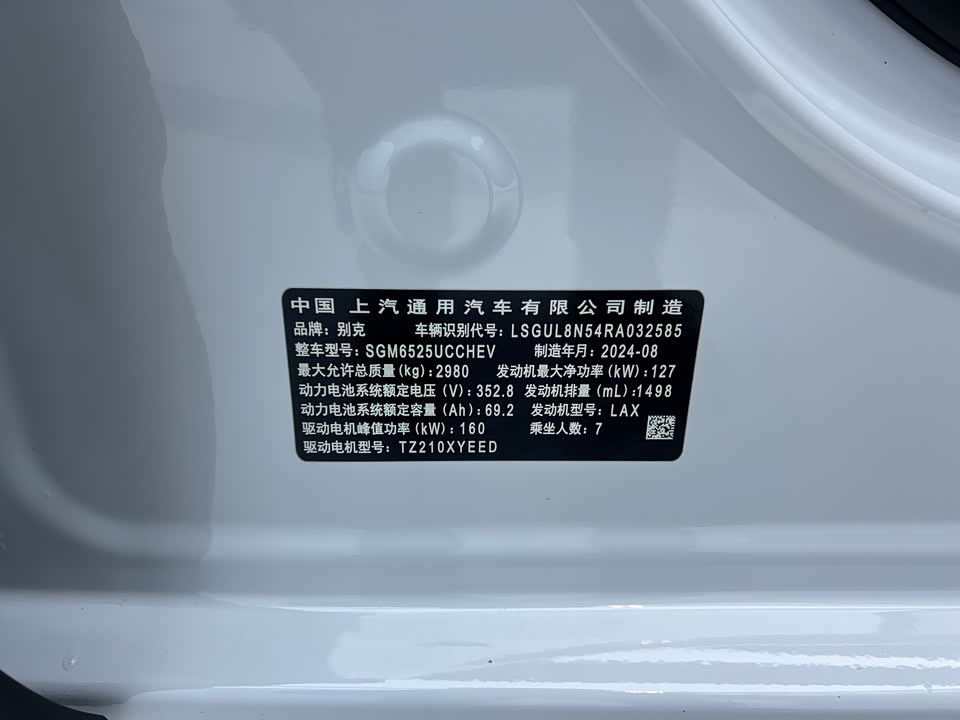 中国 上汽通用汽车有限公司制造
品牌：别克 车辆识别代号：LSGUL8N54RA032585
整车型号：SGM6525UCCHEV 制造年月：2024-08
最大允许总质量(kg)：2980 发动机最大净功率(kW)：127
动力电池系统额定电压(V)：352.8 发动机排量(mL)：1498
动力电池系统额定容量(Ah)：69.2 发动机型号：LAX
驱动电机峰值功率(kW)：160 乘坐人数：7
驱动电机型号：TZ210XYEED